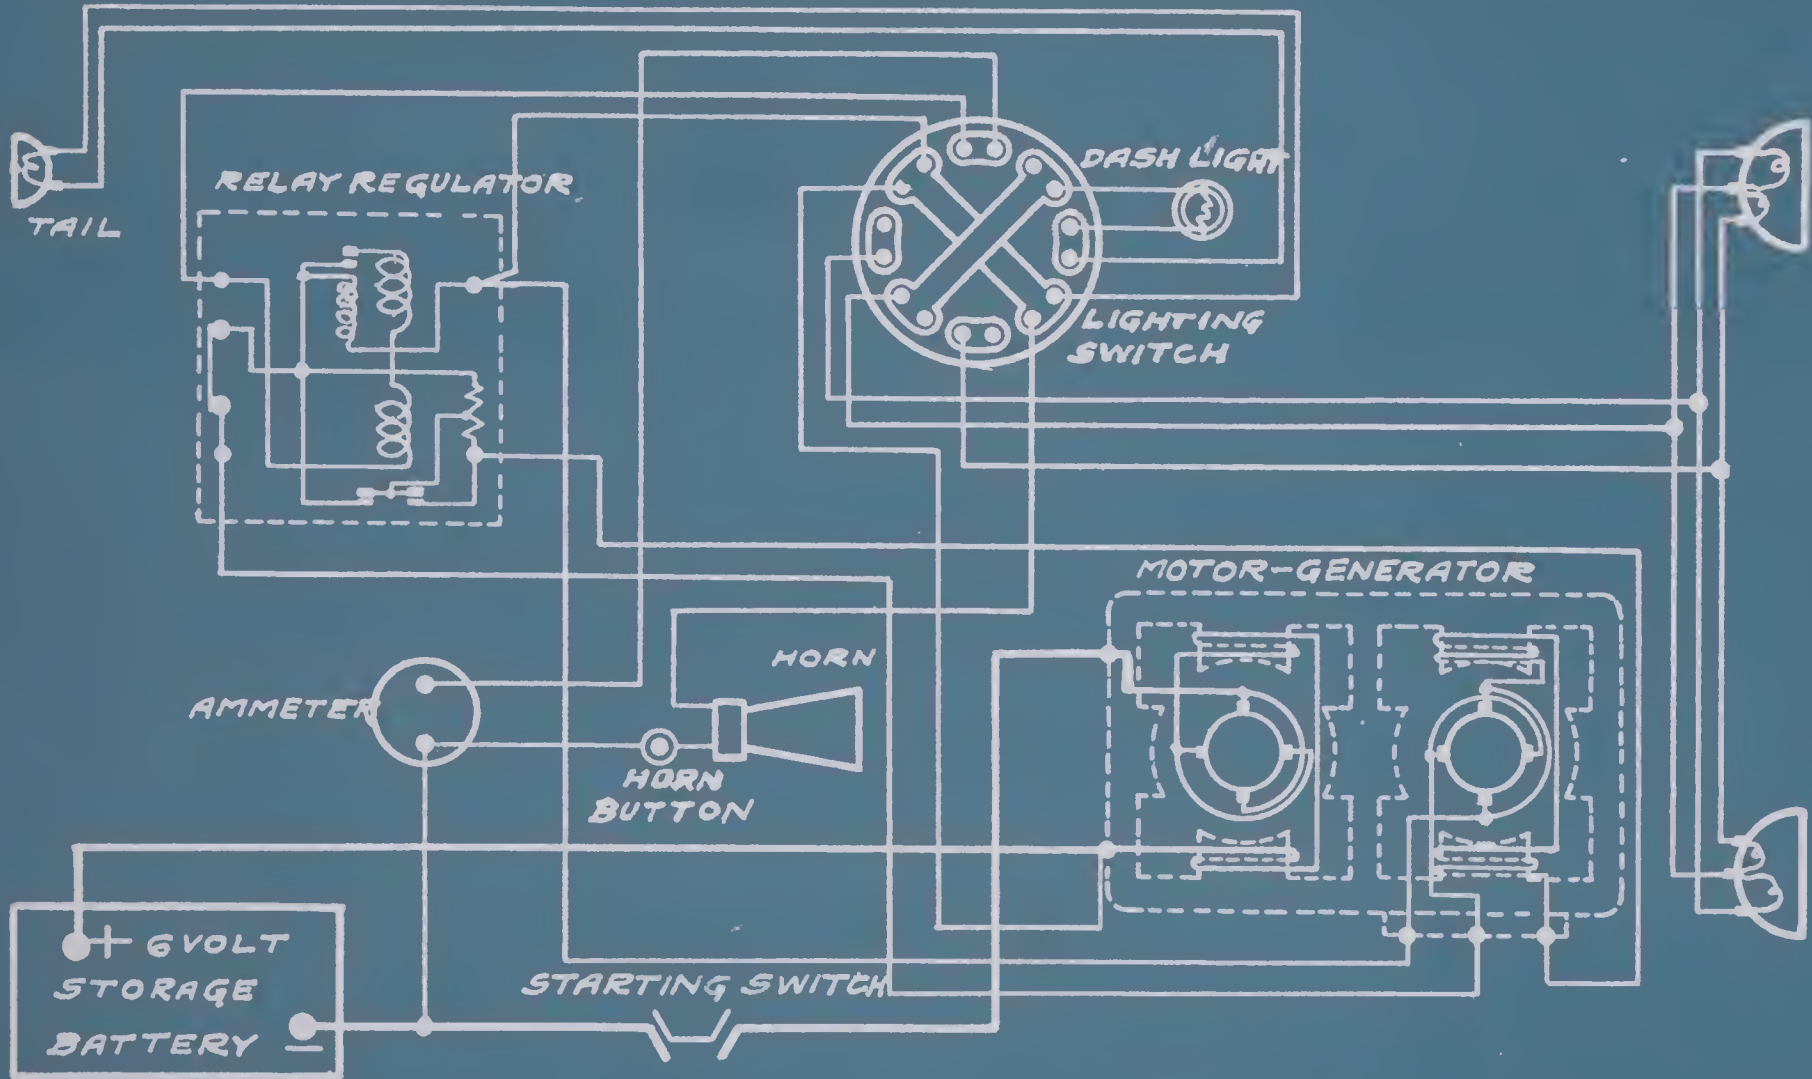 TAIL
RELAY REGULATOR
DASH LIGHT
LIGHTING
SWITCH
MOTOR-GENERATOR
AMMETER
HORN
HORN
BUTTON
+ 6 VOLT
STORAGE
BATTERY -
STARTING SWITCH